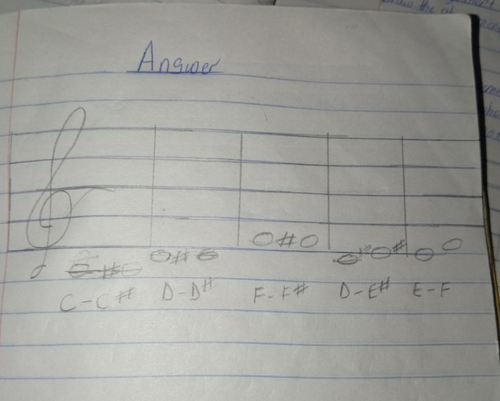 Answer
C-C# D-D# F-F# D-E# E-F